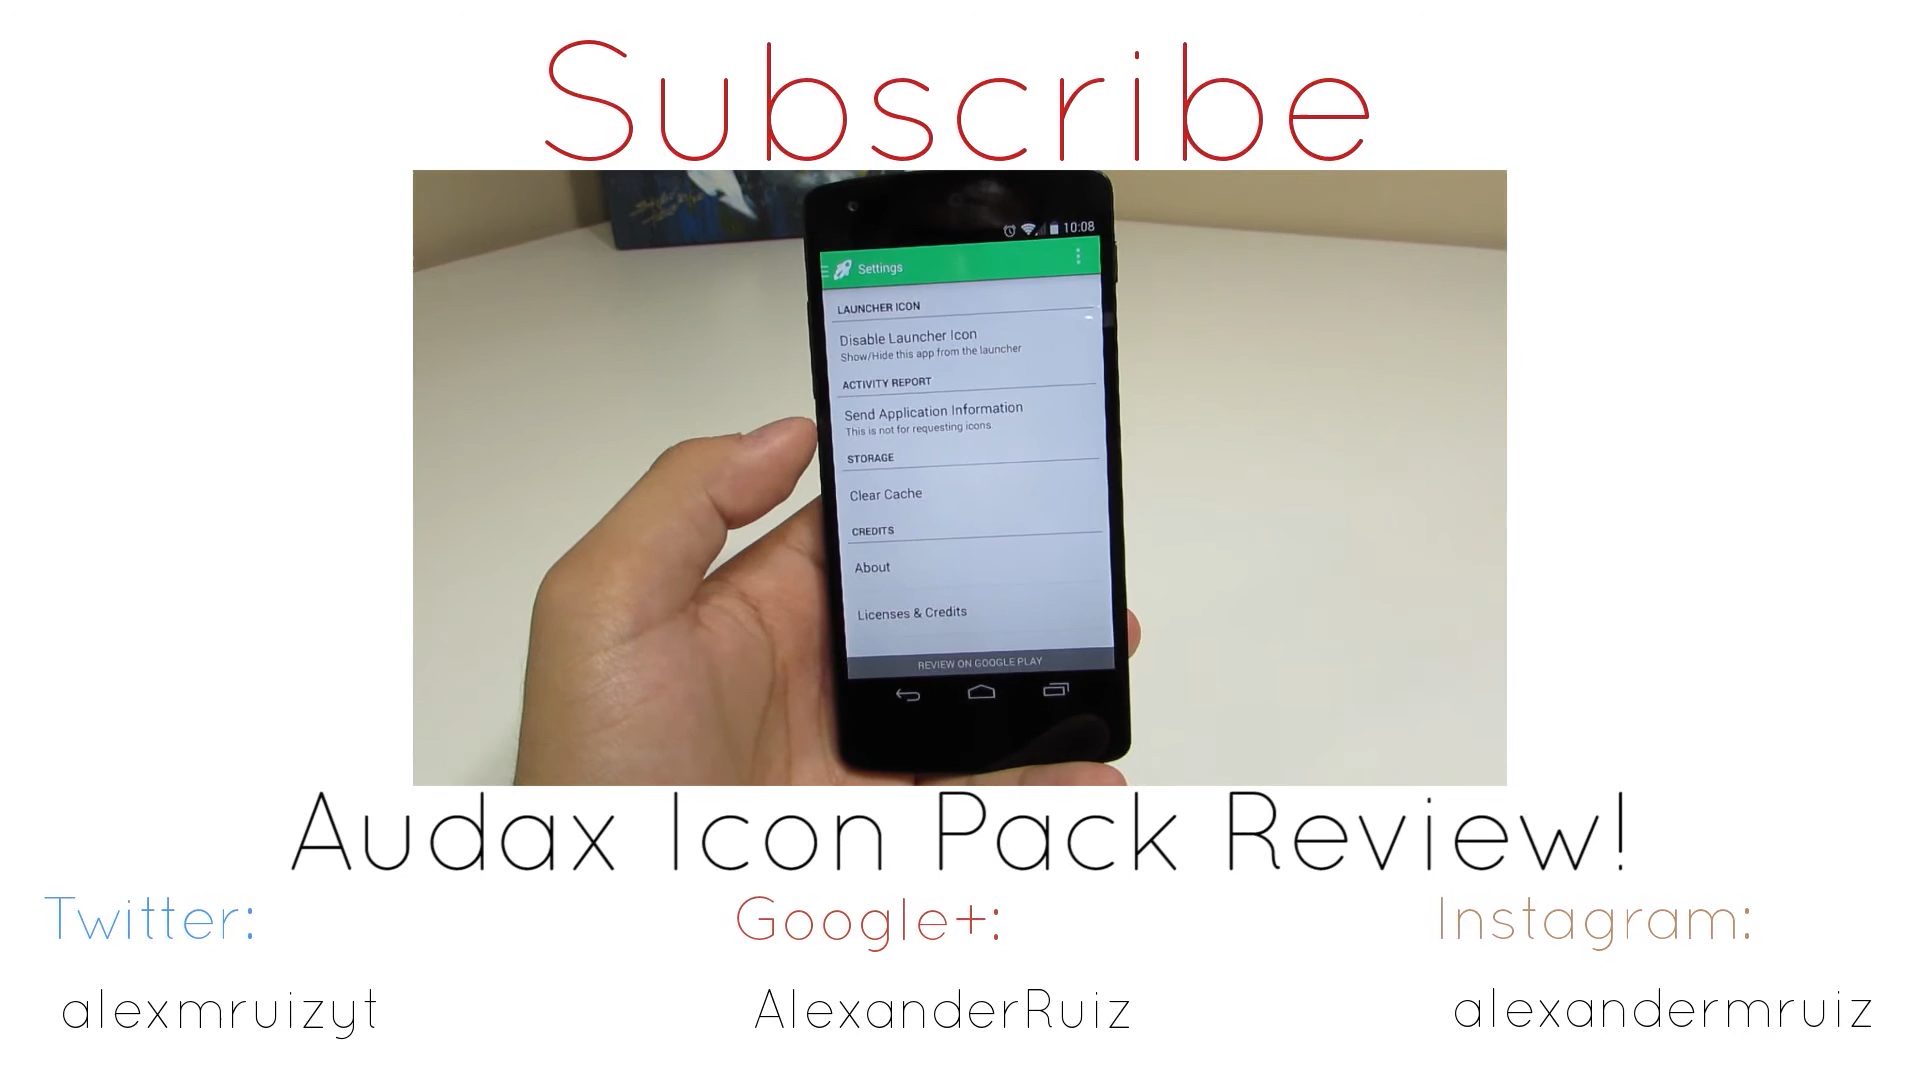 Subscribe
10:08
Settings
LAUNCHER ICON
Disable Launcher Icon
Show/Hide this app from the launcher
ACTIVITY REPORT
Send Application Information
This is not for requesting icons
STORAGE
Clear Cache
CREDITS
About
Licenses & Credits
REVIEW ON GOOGLE PLAY
Audax Icon Pack Review!
Twitter: Google+: Instagram:
alexmruizyt AlexanderRuiz alexandermruiz